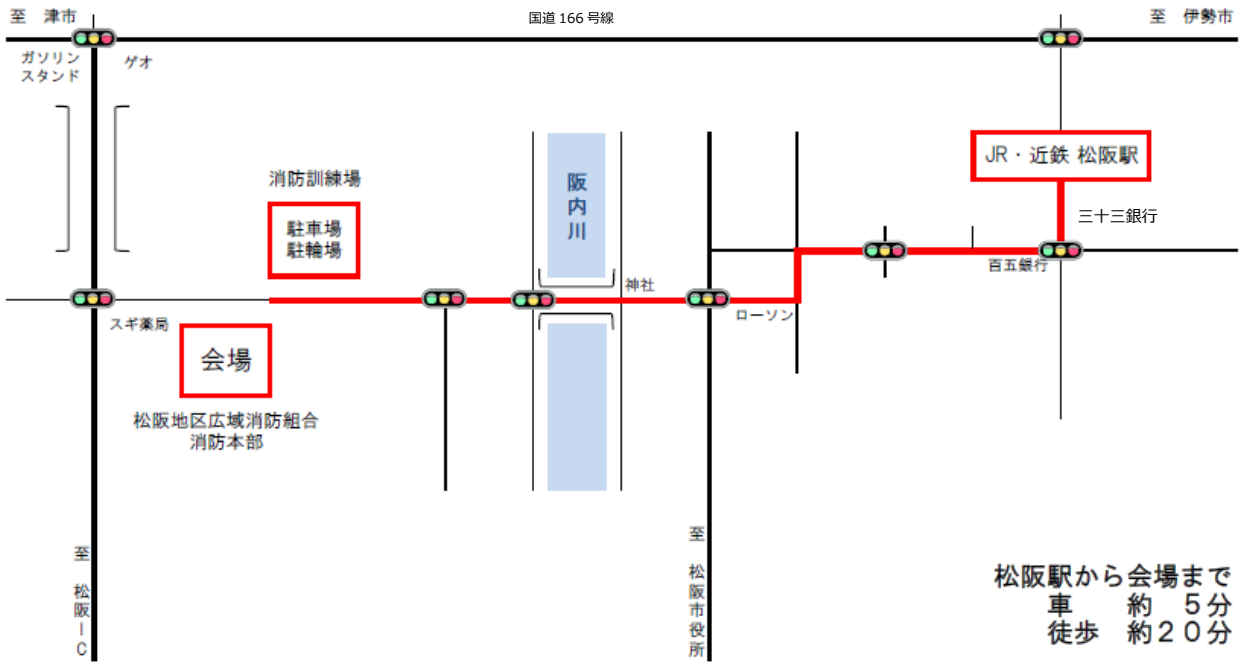 至　津市
国道 166 号線
至　伊勢市
ガソリン
スタンド
ゲオ
JR・近鉄 松阪駅
消防訓練場
駐車場
駐輪場
阪内川
三十三銀行
百五銀行
神社
ローソン
スギ薬局
会場
松阪地区広域消防組合
消防本部
至　松阪IC
至　松阪市役所
松阪駅から会場まで
車　約　５分
徒歩　約２０分